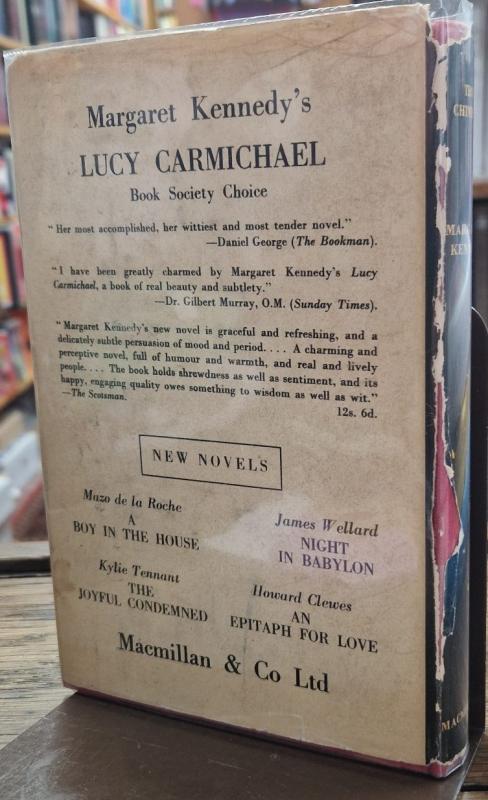 Margaret Kennedy's
LUCY CARMICHAEL
Book Society Choice
"Her most accomplished, her wittiest and most tender novel."
—Daniel George (The Bookman).
"I have been greatly charmed by Margaret Kennedy's Lucy
Carmichael, a book of real beauty and subtlety."
—Dr. Gilbert Murray, O.M. (Sunday Times).
"Margaret Kennedy's new novel is graceful and refreshing, and a
delicately subtle persuasion of mood and period. . . . A charming and
perceptive novel, full of humour and warmth, and real and lively
people. . . . The book holds shrewdness as well as sentiment, and its
happy, engaging quality owes something to wisdom as well as wit."
—The Scotsman.
12s. 6d.
NEW NOVELS
Mazo de la Roche
A
BOY IN THE HOUSE
James Wellard
NIGHT
IN BABYLON
Kylie Tennant
THE
JOYFUL CONDEMNED
Howard Clewes
AN
EPITAPH FOR LOVE
Macmillan & Co Ltd